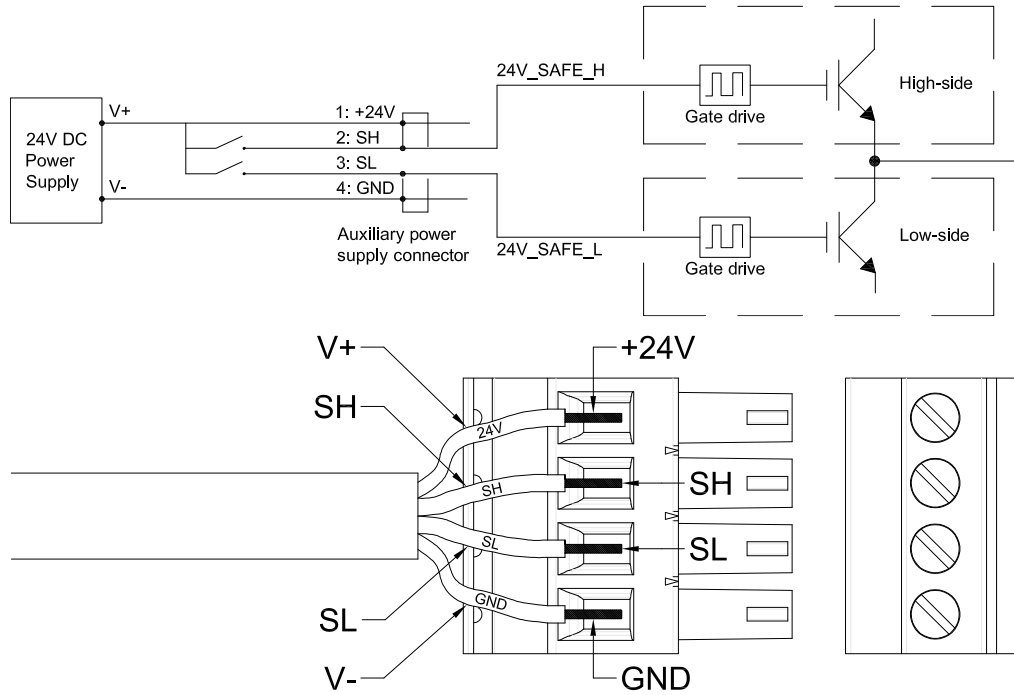 24V_SAFE_H
High-side
Gate drive
V+
1: +24V
24V DC
Power
Supply
2: SH
3: SL
V-
4: GND
Auxiliary power
supply connector
24V_SAFE_L
Low-side
Gate drive
V+
+24V
SH
24V
SH
SH
SL
SL
SL
GND
V-
GND